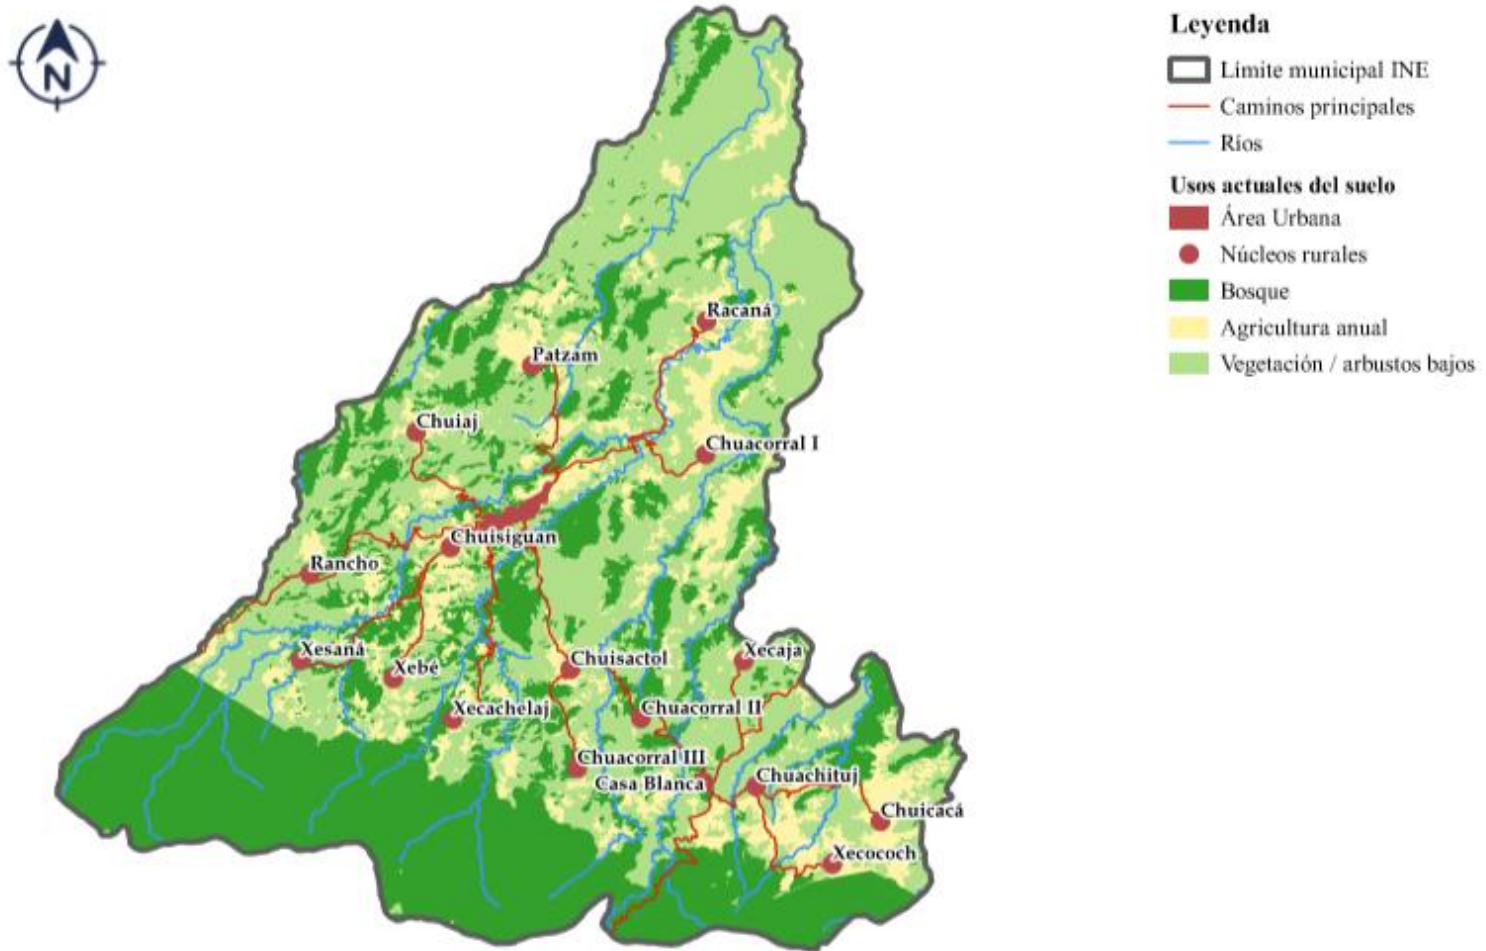 N
Leyenda
Límite municipal INE
Caminos principales
Ríos
Usos actuales del suelo
Área Urbana
Núcleos rurales
Bosque
Agricultura anual
Vegetación / arbustos bajos
Racaná
Patzam
Chuiaj
Chuacorral I
Chuisiguan
Rancho
Xesaná
Xebé
Chuisactol
Xecaja
Xecachelaj
Chuacorral II
Chuacorral III
Casa Blanca
Chuachituj
Chuicacá
Xecococh